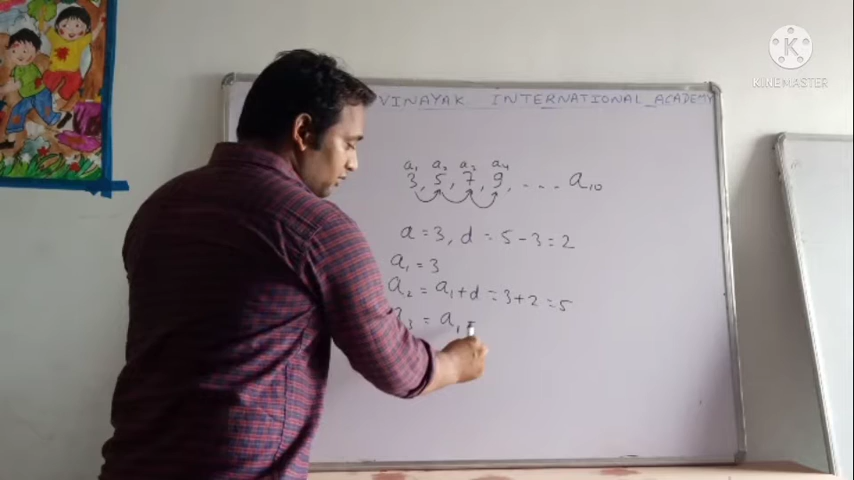 KINEMASTER
VINAYAK INTERNATIONAL ACADEMY
a₁ a₂ a₃ a₄
3, 5, 7, 9, - - - a₁₀
a = 3, d = 5 - 3 = 2
a₁ = 3
a₂ = a₁ + d = 3 + 2 = 5
₃ = a₁